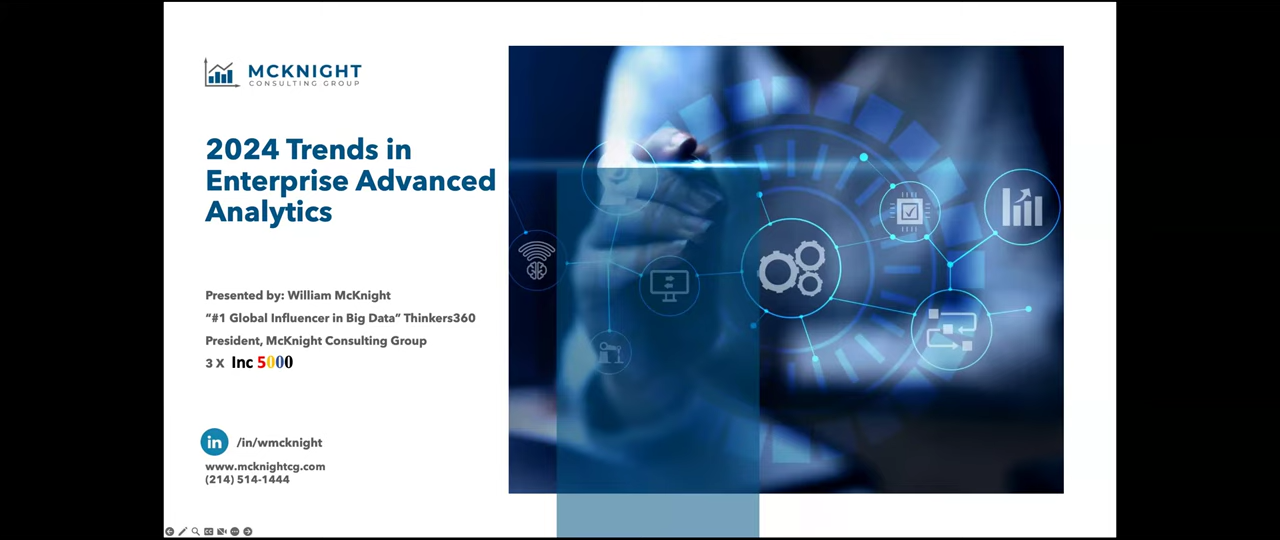 MCKNIGHT
CONSULTING GROUP
2024 Trends in
Enterprise Advanced
Analytics
Presented by: William McKnight
“#1 Global Influencer in Big Data” Thinkers360
President, McKnight Consulting Group
3 X Inc 5000
in /in/wmcknight
www.mcknightcg.com
(214) 514-1444